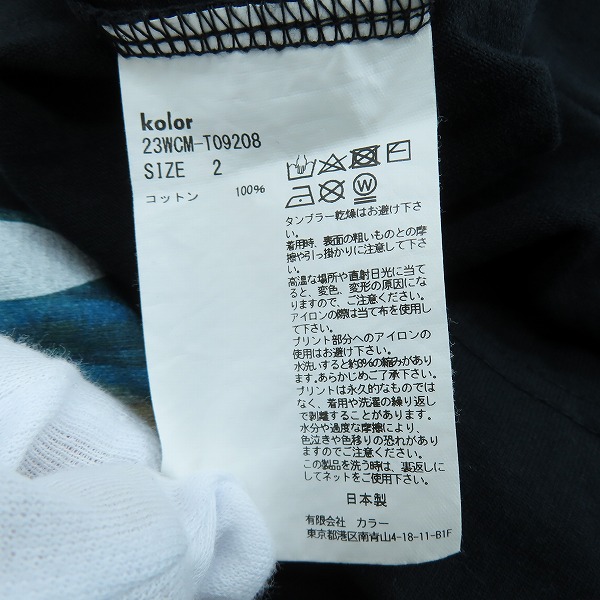 kolor
23WCM-T09208
SIZE 2
コットン 100%
タンブラー乾燥はお避け下さ
い。
着用時、表面の粗いものとの摩
擦や引っ掛かりに注意して下さ
い。
高温な場所や直射日光に当て
ると、変色、変形の原因にな
りますので、ご注意ください。
アイロンの際は当て布を使用し
て下さい。
プリント部分へのアイロンの
使用はお避け下さい。
水洗いすると約3%の縮みがあり
ます。あらかじめご了承下さい。
プリントは永久的なものでは
なく、着用や洗濯の繰り返し
で剥離することがあります。
水分や過度な摩擦により、
色泣きや色移りの恐れがあり
ますのでご注意ください。
この製品を洗う時は、裏返しに
してネットをご使用下さい。
日本製
有限会社 カラー
東京都港区南青山4-18-11-B1F